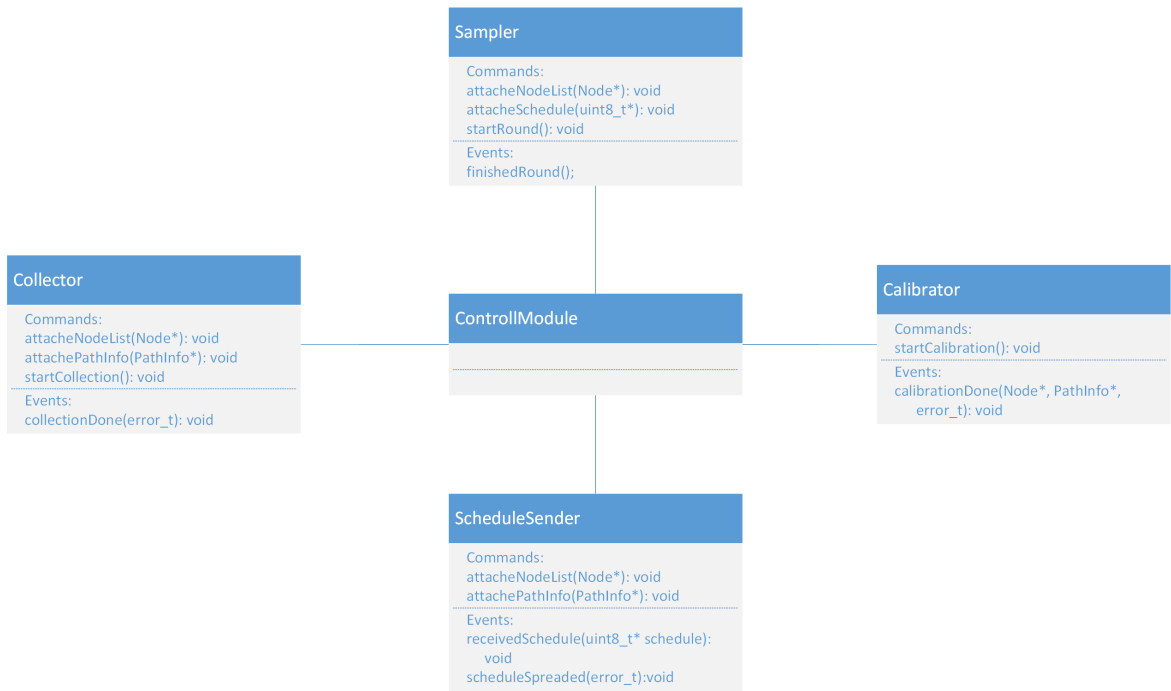 Sampler
Commands:
attacheNodeList(Node*): void
attacheSchedule(uint8_t*): void
startRound(): void
Events:
finishedRound();
Collector
Commands:
attacheNodeList(Node*): void
attachePathInfo(PathInfo*): void
startCollection(): void
Events:
collectionDone(error_t): void
ControllModule
Calibrator
Commands:
startCalibration(): void
Events:
calibrationDone(Node*, PathInfo*,
error_t): void
ScheduleSender
Commands:
attacheNodeList(Node*): void
attachePathInfo(PathInfo*): void
Events:
receivedSchedule(uint8_t* schedule):
void
scheduleSpreaded(error_t):void